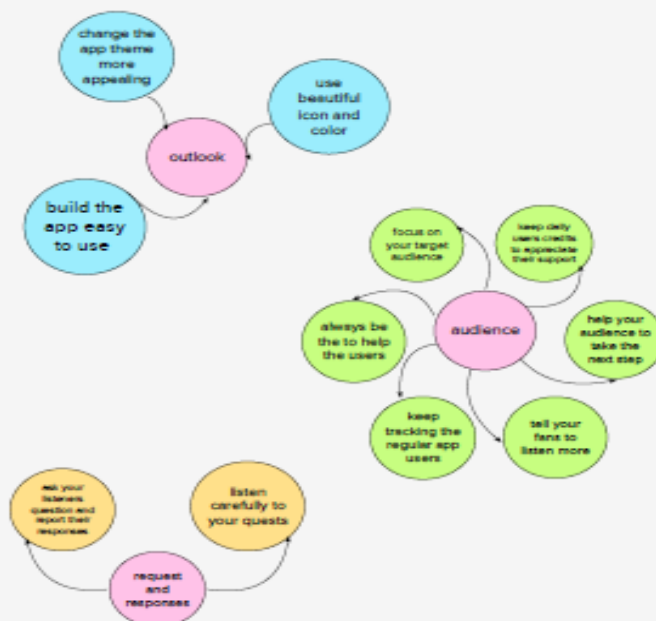 change the
app theme
more
appealing
use
beautiful
icon and
color
outlook
build the
app easy
to use
focus on
your target
audience
keep daily
users credits
to appreciate
their support
always be
the to help
the users
audience
help your
audience to
take the
next step
keep
tracking the
regular app
users
tell your
fans to
listen more
ask your
listeners
question and
report their
responses
listen
carefully to
your quests
request
and
responses